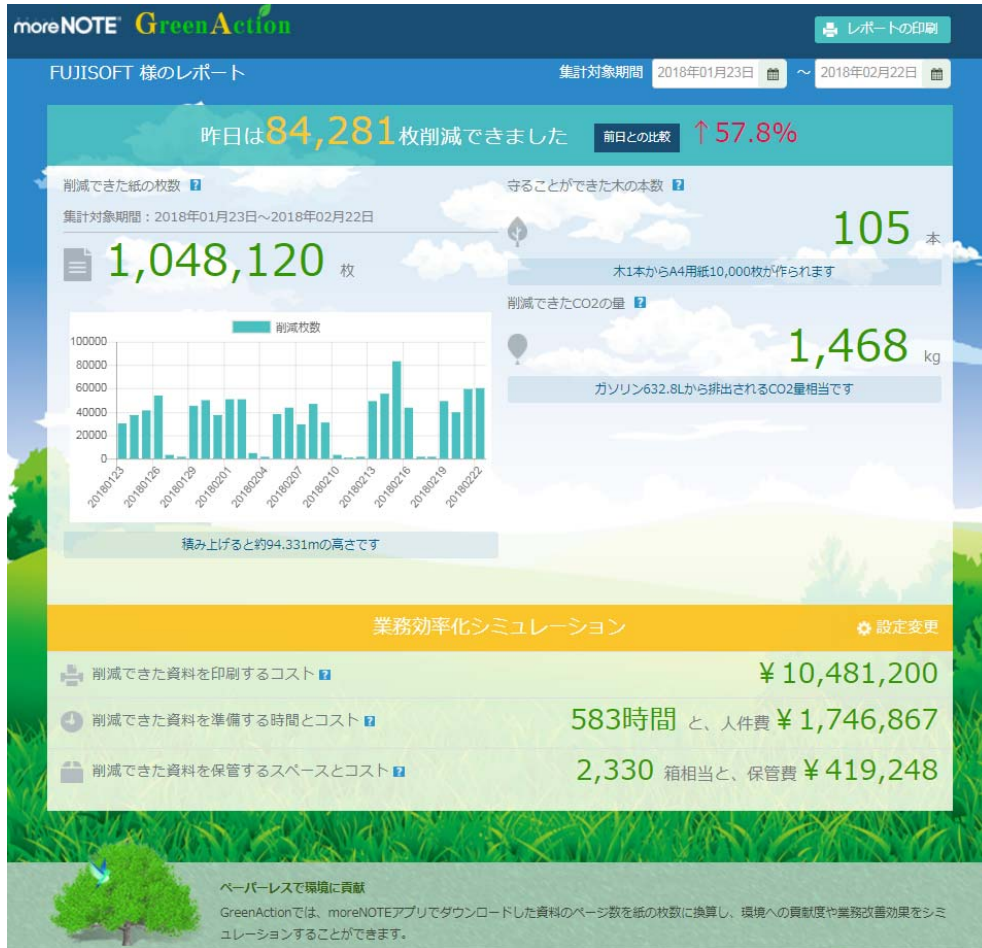 moreNOTE GreenAction
レポートの印刷
FUJISOFT 様のレポート
集計対象期間 2018年01月23日 ～ 2018年02月22日
昨日は84,281枚削減できました 前日との比較 ↑57.8%
削減できた紙の枚数 ?
集計対象期間：2018年01月23日～2018年02月22日
1,048,120 枚
削減枚数
100000
80000
60000
40000
20000
0
20180123 20180126 20180129 20180201 20180204 20180207 20180210 20180213 20180216 20180219 20180222
積み上げると約94.331mの高さです
守ることができた木の本数 ?
105 本
木1本からA4用紙10,000枚が作られます
削減できたCO2の量 ?
1,468 kg
ガソリン632.8Lから排出されるCO2量相当です
業務効率化シミュレーション
設定変更
削減できた資料を印刷するコスト ? ¥10,481,200
削減できた資料を準備する時間とコスト ? 583時間 と、人件費 ¥1,746,867
削減できた資料を保管するスペースとコスト ? 2,330 箱相当と、保管費 ¥419,248
ペーパーレスで環境に貢献
GreenActionでは、moreNOTEアプリでダウンロードした資料のページ数を紙の枚数に換算し、環境への貢献度や業務改善効果をシミ
ュレーションすることができます。